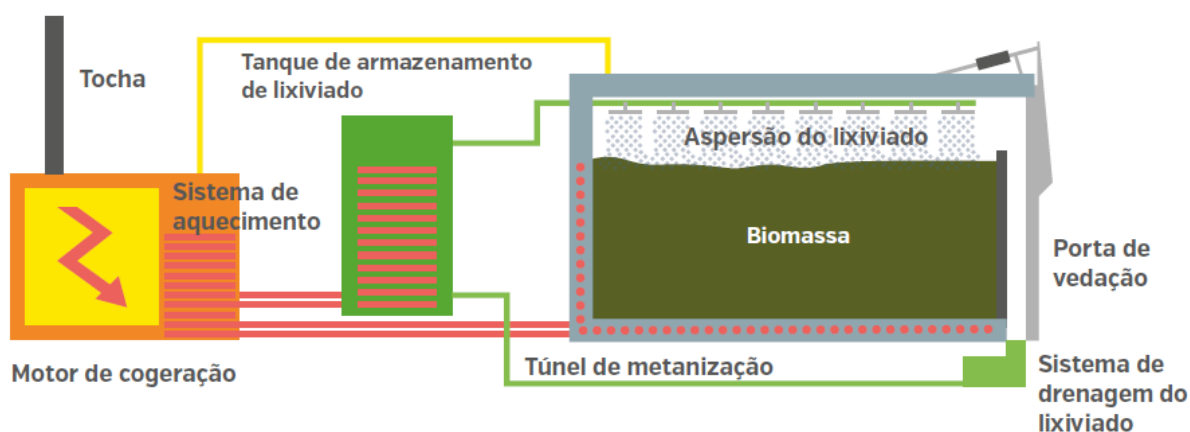 Tocha
Tanque de armazenamento
de lixiviado
Aspersão do lixiviado
Sistema de
aquecimento
Biomassa
Porta de
vedação
Motor de cogeração
Túnel de metanização
Sistema de
drenagem do
lixiviado